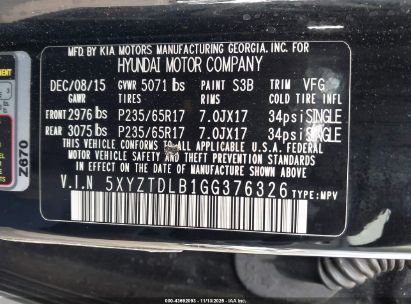 MFD. BY KIA MOTORS MANUFACTURING GEORGIA, INC. FOR
HYUNDAI MOTOR COMPANY
DEC/08/15 GVWR 5071 lbs PAINT S3B TRIM VFG
GAWR TIRES RIMS COLD TIRE INFL
FRONT 2976 lbs P235/65R17 7.0JX17 34psi SINGLE
REAR 3075 lbs P235/65R17 7.0JX17 34psi SINGLE
THIS VEHICLE CONFORMS TO ALL APPLICABLE U.S.A. FEDERAL
MOTOR VEHICLE SAFETY, BUMPER, AND THEFT PREVENTION STANDARDS
IN EFFECT ON THE DATE OF MANUFACTURE SHOWN ABOVE.
V.I.N 5XYZTDLB1GG376326 TYPE:MPV
Z670